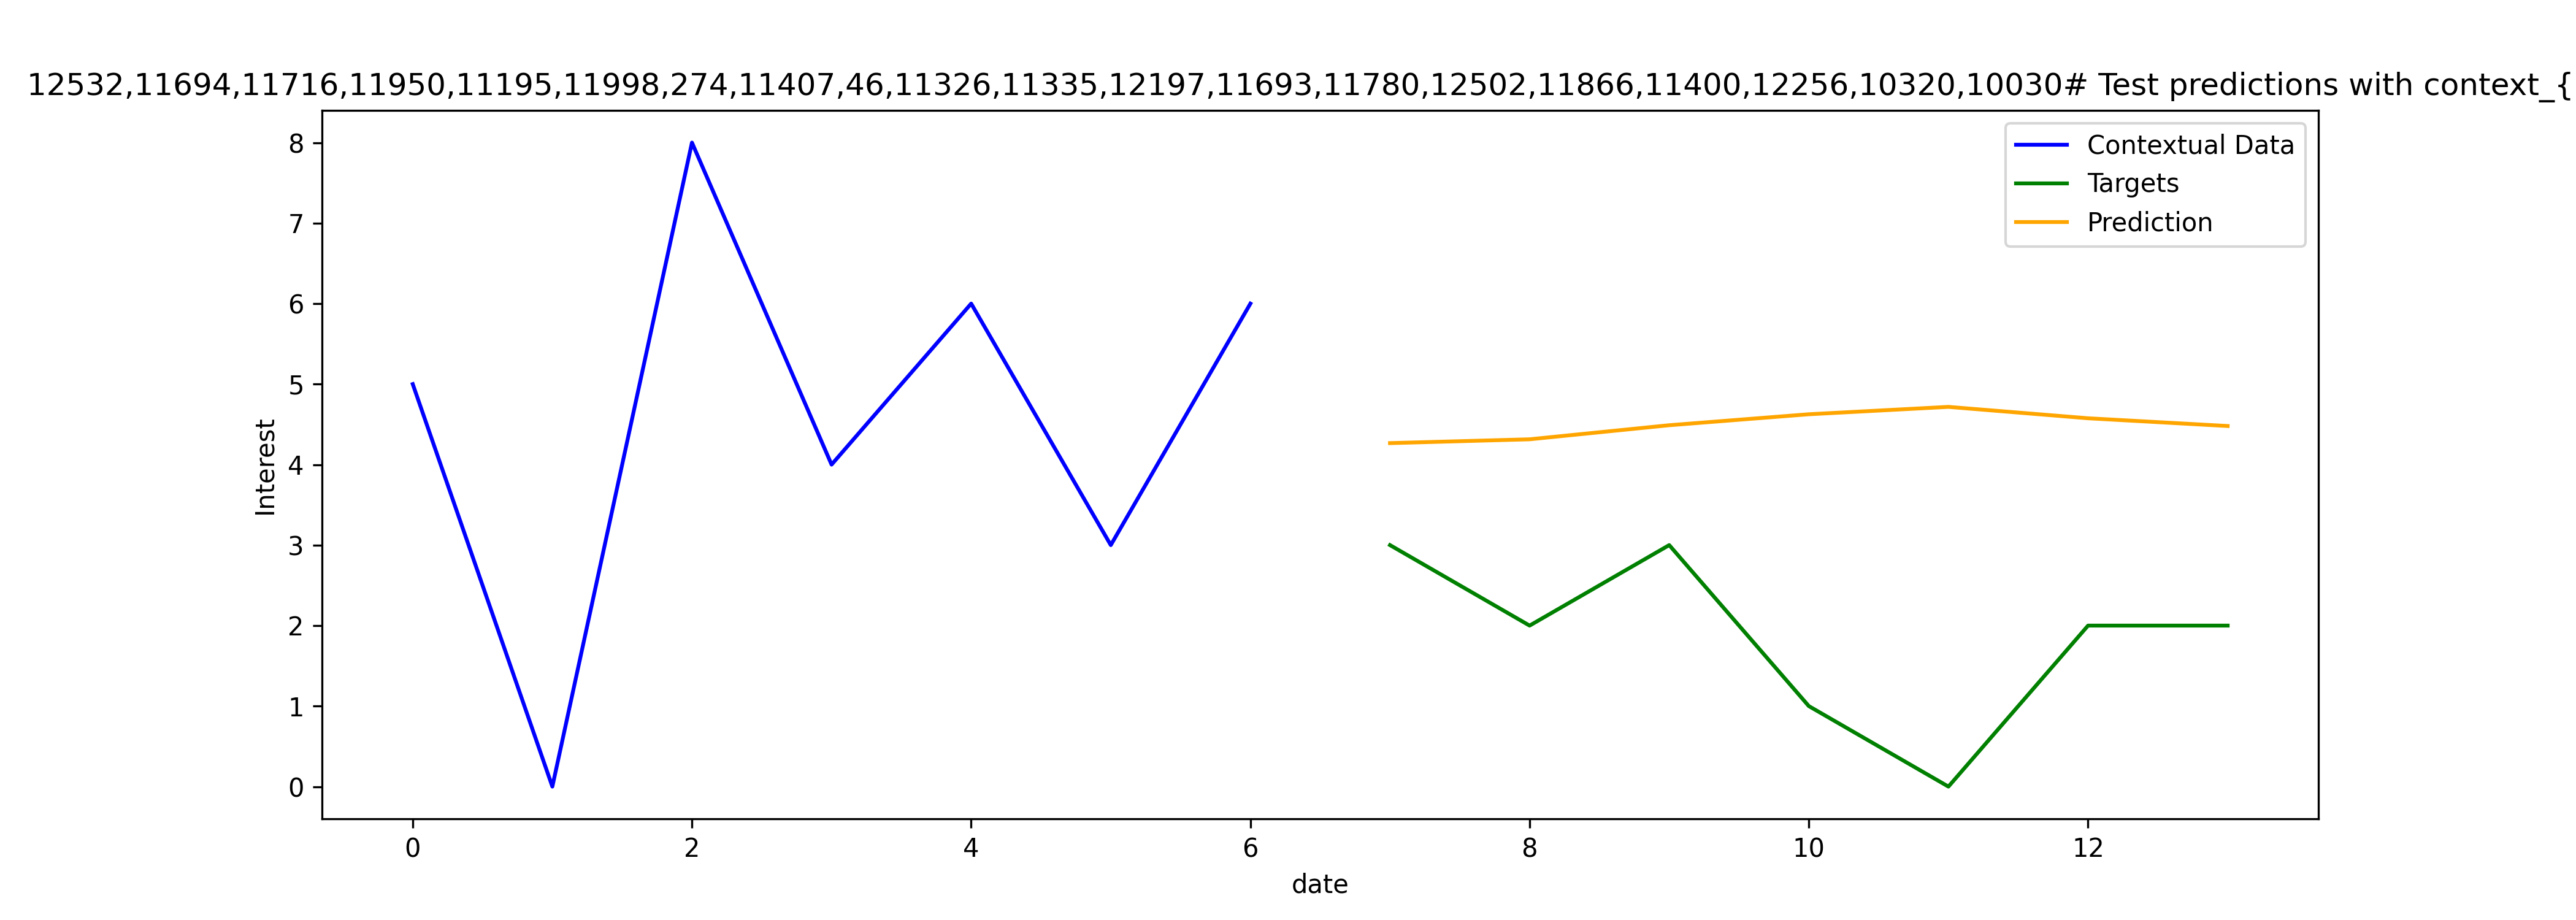 12532,11694,11716,11950,11195,11998,274,11407,46,11326,11335,12197,11693,11780,12502,11866,11400,12256,10320,10030# Test predictions with context_{
Contextual Data
Targets
Prediction
Interest
8
7
6
5
4
3
2
1
0
0 2 4 6 8 10 12
date